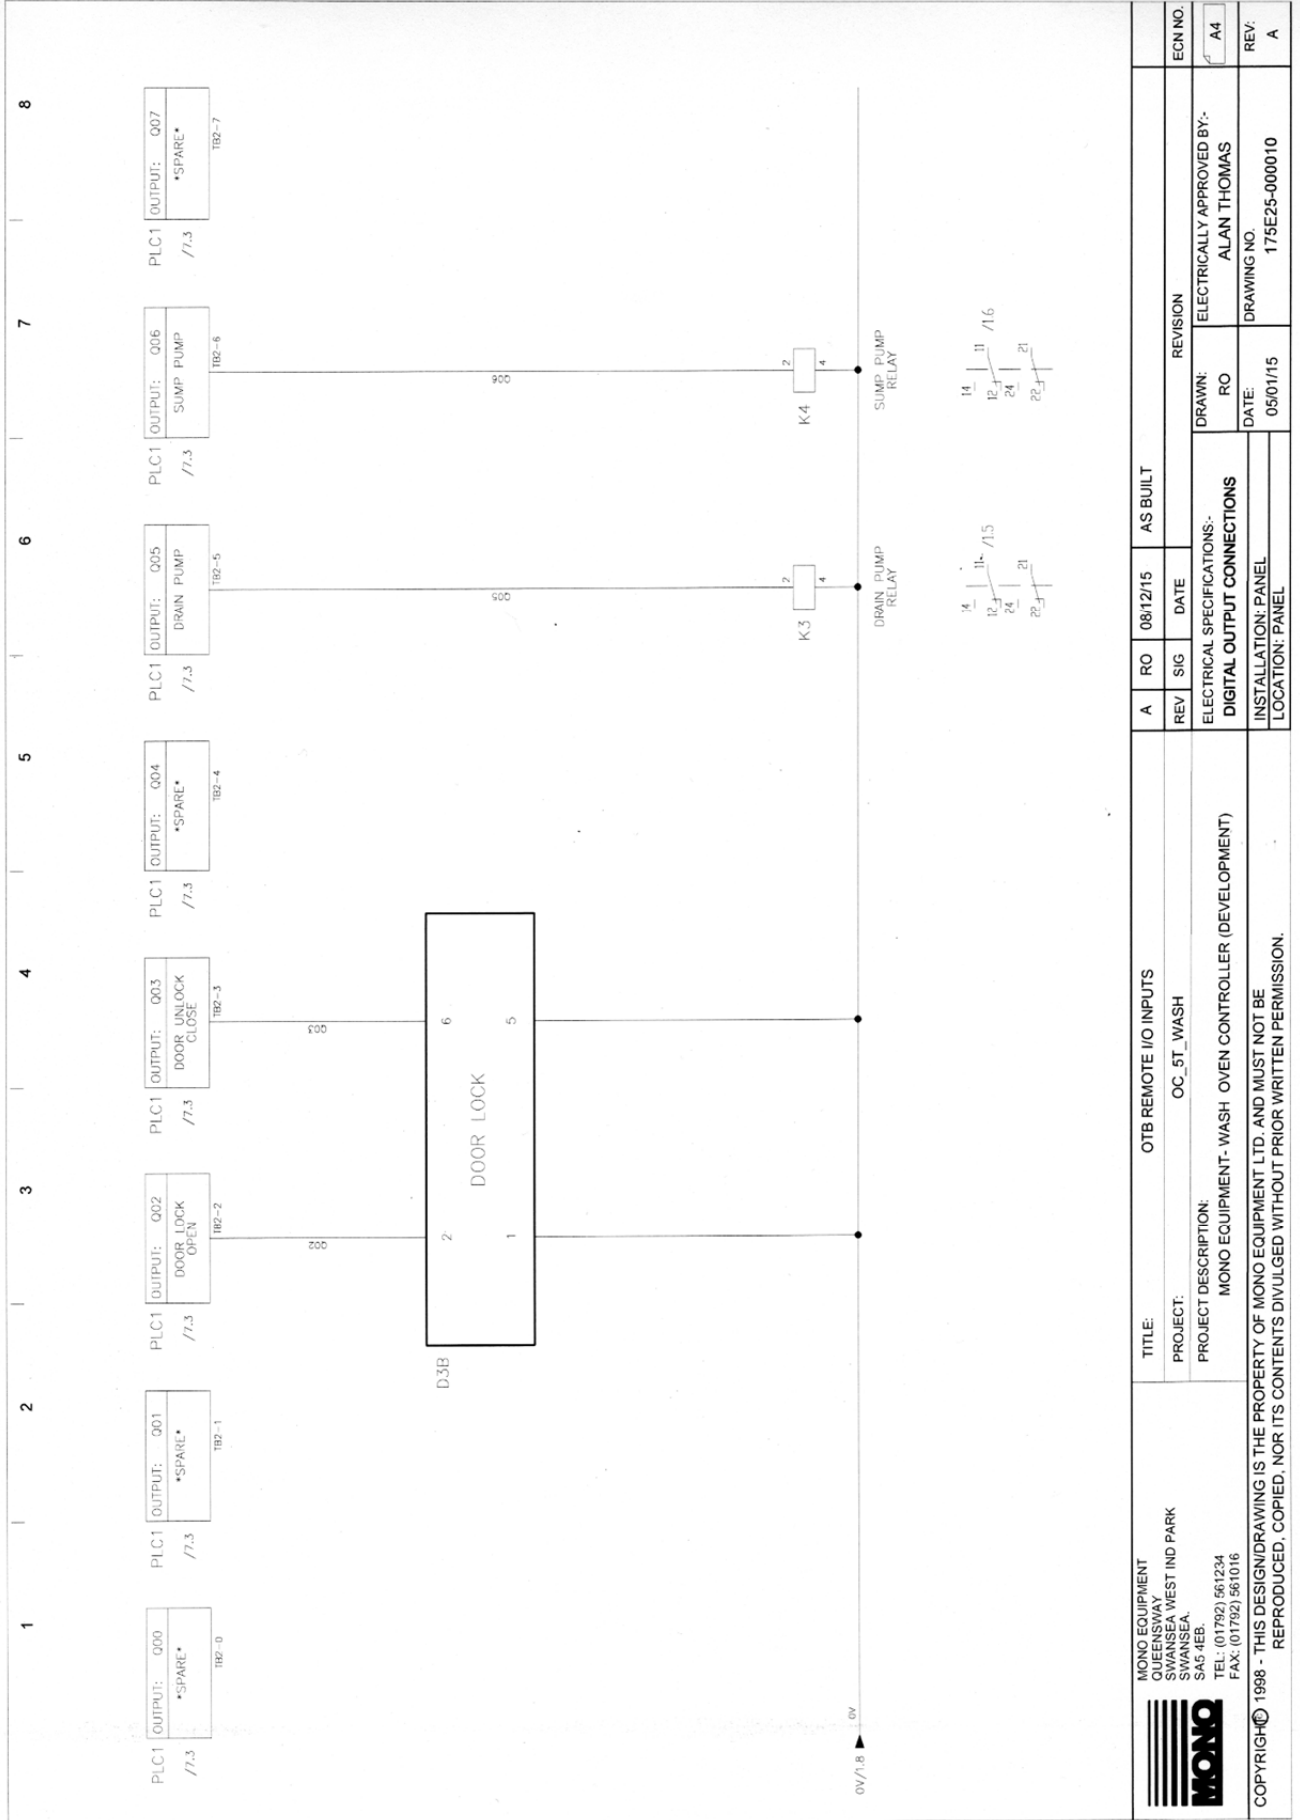 1 2 3 4 5 6 7 8
PLC1 OUTPUT: Q00
/7.3 *SPARE*
TB2-0
PLC1 OUTPUT: Q01
/7.3 *SPARE*
TB2-1
PLC1 OUTPUT: Q02
/7.3 DOOR LOCK
OPEN
TB2-2
PLC1 OUTPUT: Q03
/7.3 DOOR UNLOCK
CLOSE
TB2-3
PLC1 OUTPUT: Q04
/7.3 *SPARE*
TB2-4
PLC1 OUTPUT: Q05
/7.3 DRAIN PUMP
TB2-5
PLC1 OUTPUT: Q06
/7.3 SUMP PUMP
TB2-6
PLC1 OUTPUT: Q07
/7.3 *SPARE*
TB2-7
Q02
Q03
Q05
Q06
D3B
2 6
DOOR LOCK
1 5
K3
2
4
K4
2
4
0V/1.8 0V
DRAIN PUMP
RELAY
SUMP PUMP
RELAY
14
12 11 /1.5
24
22 21
14
12 11 /1.6
24
22 21
MONO
MONO EQUIPMENT
QUEENSWAY
SWANSEA WEST IND PARK
SWANSEA.
SA5 4EB.
TEL: (01792) 561234
FAX: (01792) 561016
TITLE: OTB REMOTE I/O INPUTS
PROJECT: OC_5T_WASH
PROJECT DESCRIPTION:
MONO EQUIPMENT- WASH OVEN CONTROLLER (DEVELOPMENT)
A RO 08/12/15 AS BUILT
REV SIG DATE REVISION ECN NO.
ELECTRICAL SPECIFICATIONS:-
DIGITAL OUTPUT CONNECTIONS
DRAWN:
RO
ELECTRICALLY APPROVED BY:-
ALAN THOMAS
A4
INSTALLATION: PANEL
LOCATION: PANEL
DATE:
05/01/15
DRAWING NO.
175E25-000010
REV:
A
COPYRIGH© 1998 - THIS DESIGN/DRAWING IS THE PROPERTY OF MONO EQUIPMENT LTD. AND MUST NOT BE
REPRODUCED, COPIED, NOR ITS CONTENTS DIVULGED WITHOUT PRIOR WRITTEN PERMISSION.